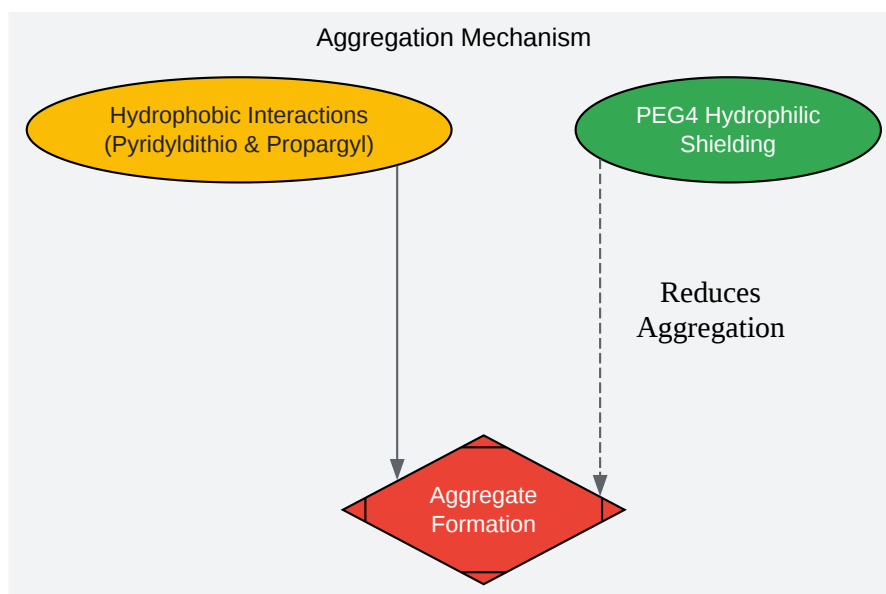 Aggregation Mechanism
Hydrophobic Interactions
(Pyridyldithio & Propargyl)
PEG4 Hydrophilic
Shielding
Reduces
Aggregation
Aggregate
Formation